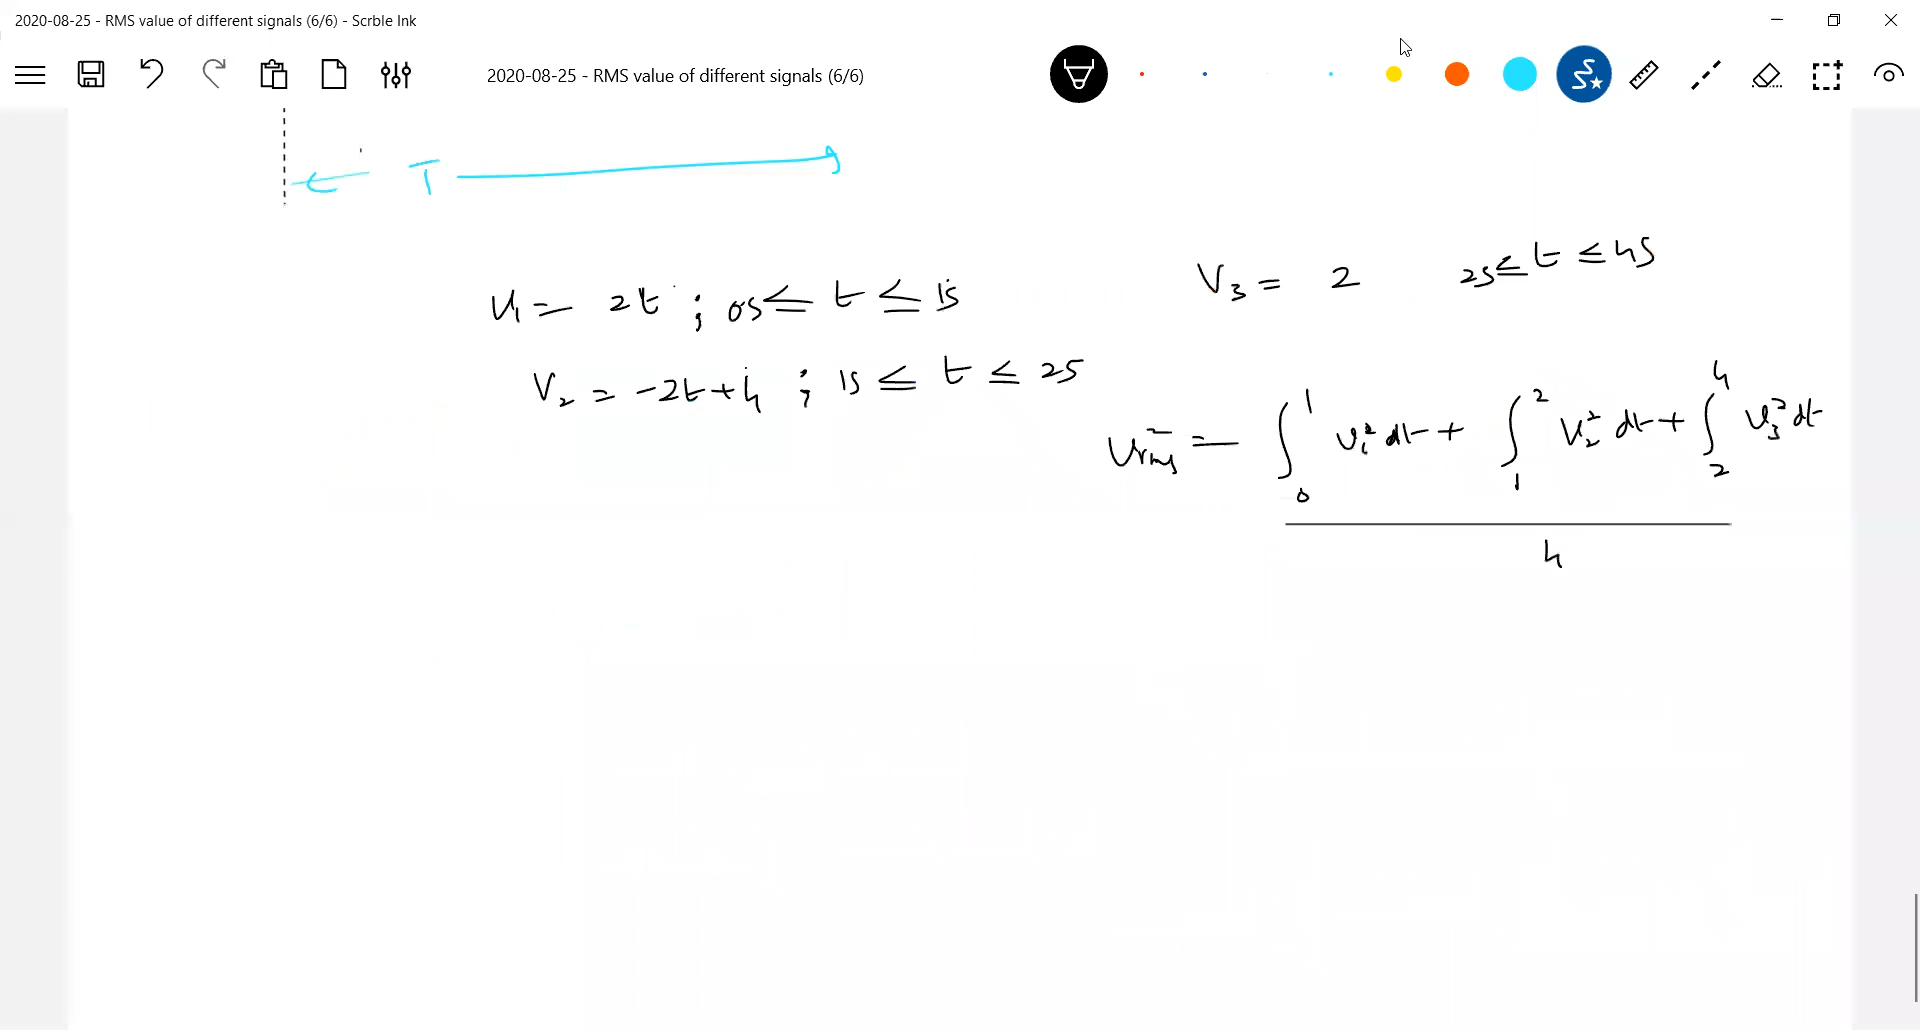 2020-08-25 - RMS value of different signals (6/6) - Scrble Ink
2020-08-25 - RMS value of different signals (6/6)
T
v₁ = 2t ; 0s ≤ t ≤ 1s
V₂ = -2t+4 ; 1s ≤ t ≤ 2s
V₃ = 2 2s ≤ t ≤ 4s
v²rms = ∫₀¹ v₁² dt + ∫₁² v₂² dt + ∫₂⁴ v₃² dt
4